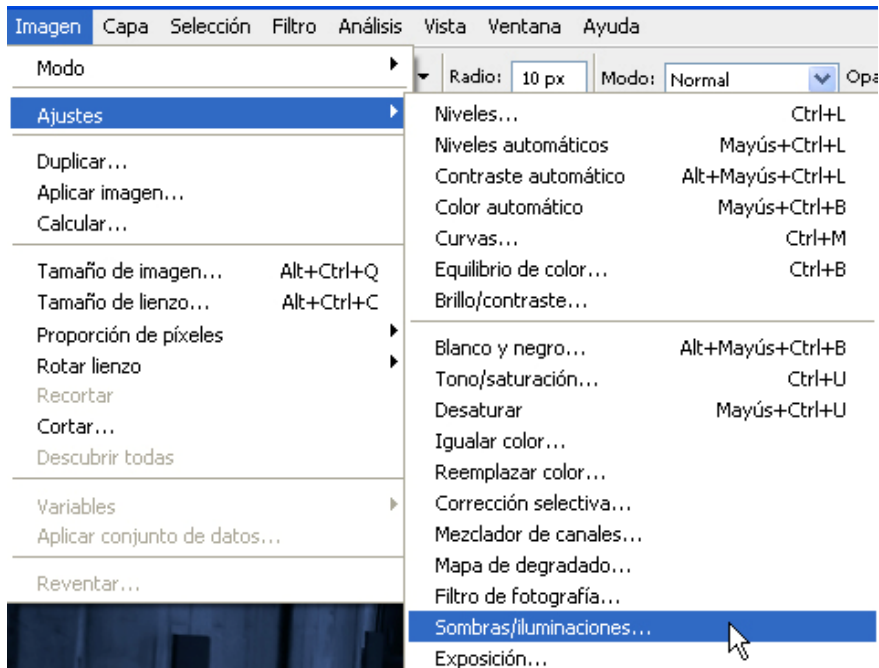 Imagen Capa Selección Filtro Análisis Vista Ventana Ayuda
Radio: 10 px Modo: Normal
Modo
Ajustes
Duplicar...
Aplicar imagen...
Calcular...
Tamaño de imagen... Alt+Ctrl+Q
Tamaño de lienzo... Alt+Ctrl+C
Proporción de píxeles
Rotar lienzo
Recortar
Cortar...
Descubrir todas
Variables
Aplicar conjunto de datos...
Reventar...
Niveles... Ctrl+L
Niveles automáticos Mayús+Ctrl+L
Contraste automático Alt+Mayús+Ctrl+L
Color automático Mayús+Ctrl+B
Curvas... Ctrl+M
Equilibrio de color... Ctrl+B
Brillo/contraste...
Blanco y negro... Alt+Mayús+Ctrl+B
Tono/saturación... Ctrl+U
Desaturar Mayús+Ctrl+U
Igualar color...
Reemplazar color...
Corrección selectiva...
Mezclador de canales...
Mapa de degradado...
Filtro de fotografía...
Sombras/iluminaciones...
Exposición...